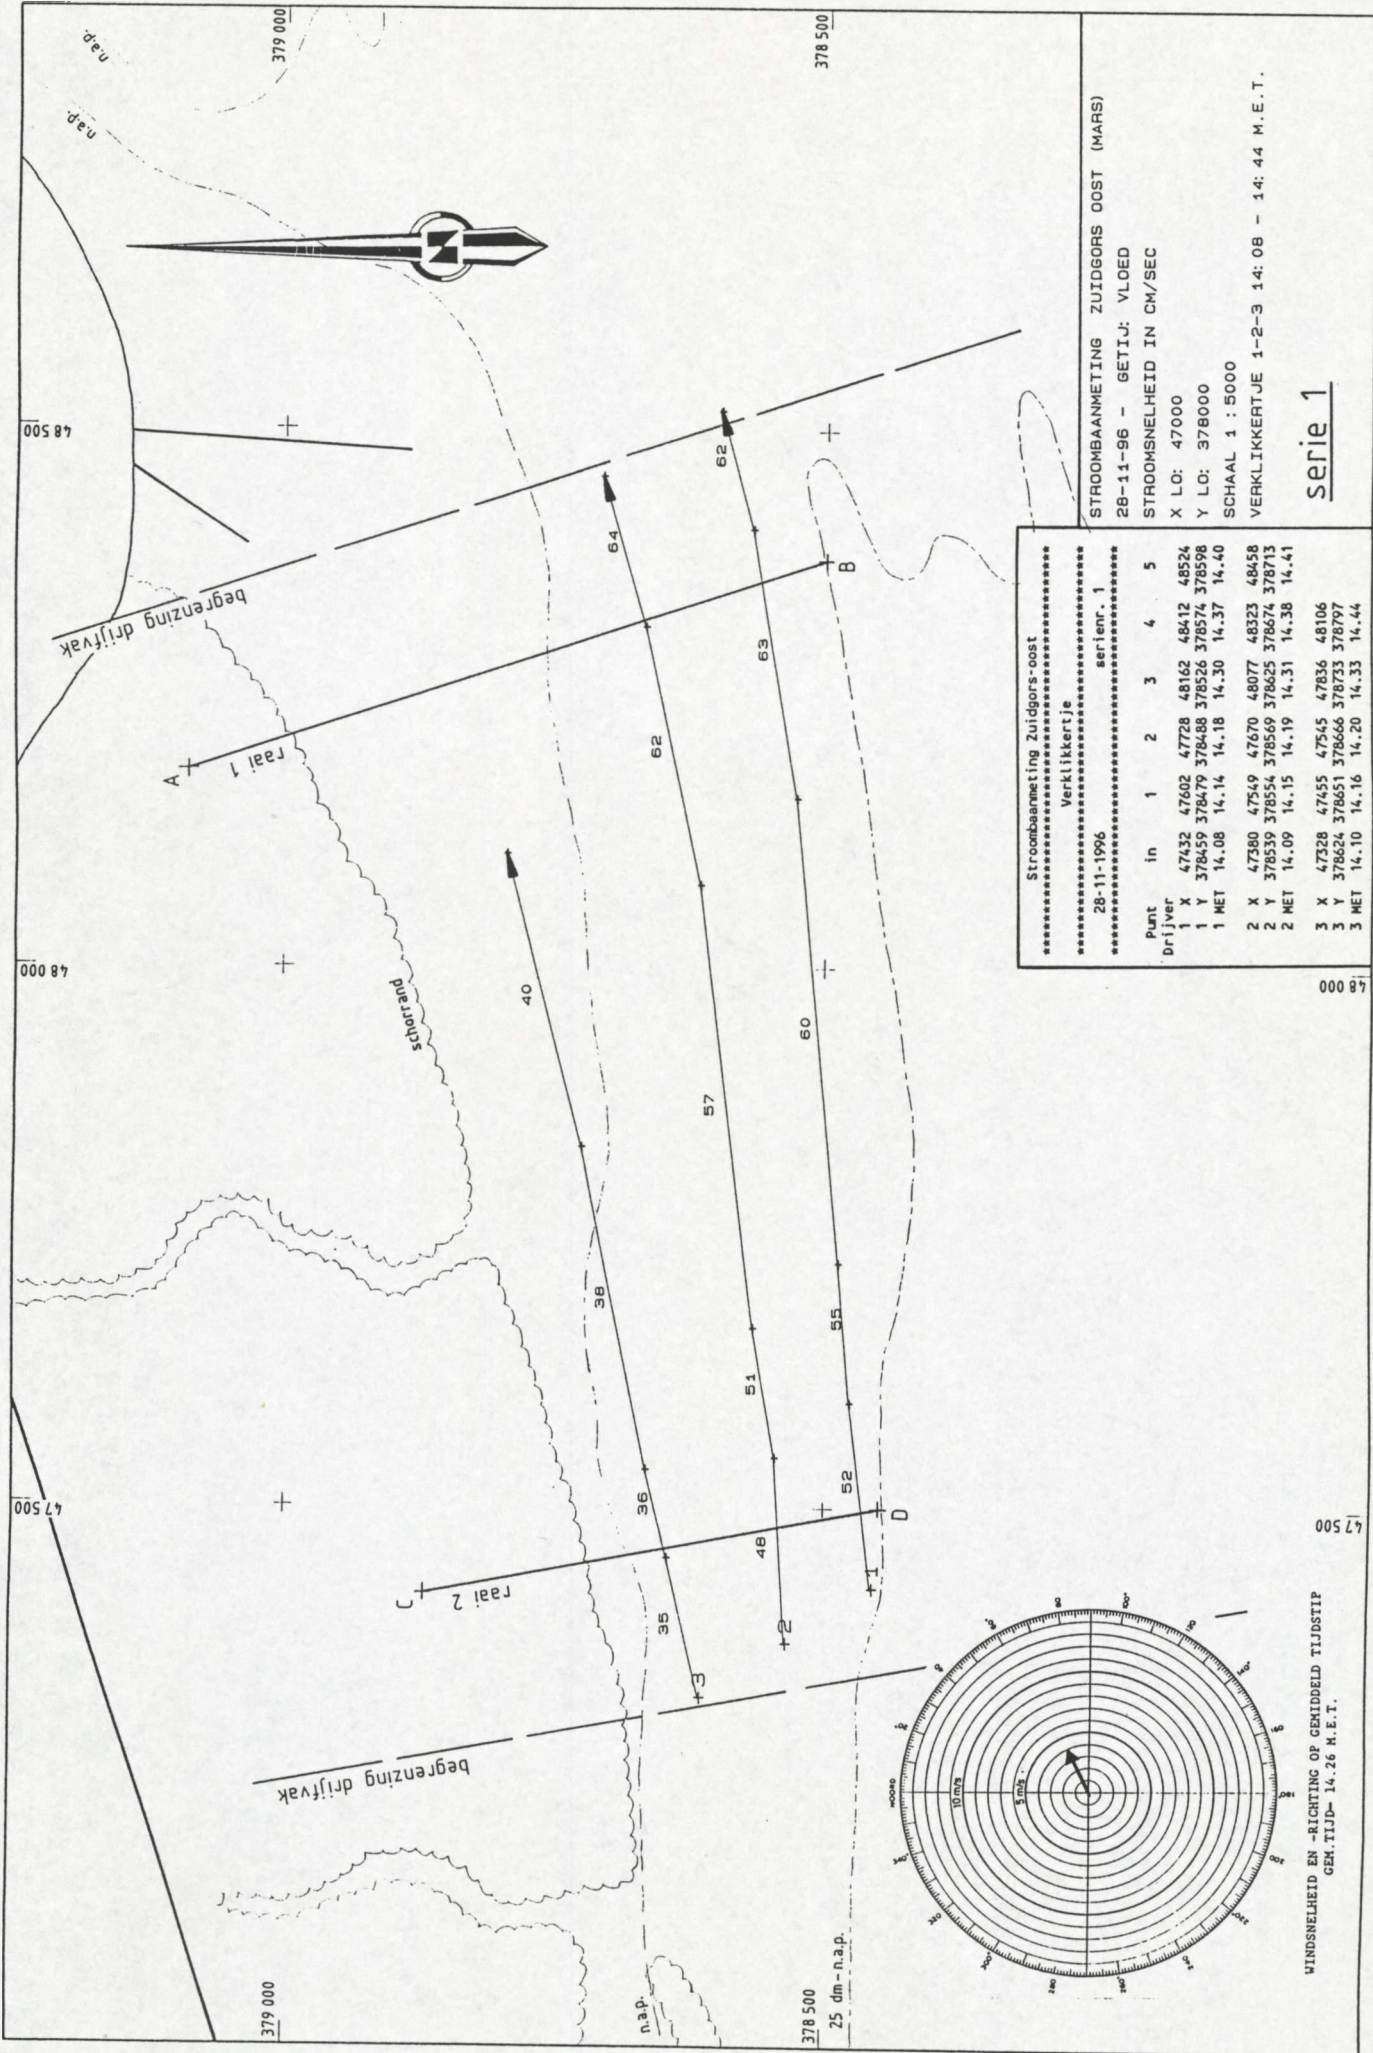 379 000
n.a.p.
n.a.p.
378 500
48 500
begrenzing drijfvak
A
raai 1
B
N
48 000
schorrand
40
62
64
62
57
63
38
60
51
55
36
52
35
48
47 500
C
raai 2
D
1
2
3
begrenzing drijfvak
379 000
n.a.p.
378 500
25 dm-n.a.p.
48 000
47 500
STROOMBAANMETING ZUIDGORS OOST (MARS)
28-11-96 - GETIJ: VLOED
STROOMSNELHEID IN CM/SEC
X LO: 47000
Y LO: 378000
SCHAAL 1 : 5000
VERKLIKKERTJE 1-2-3 14: 08 - 14: 44 M.E.T.
serie 1
Stroombaanmeting Zuidgors-oost
Verklikkertje
28-11-1996 serienr. 1
Punt in 1 2 3 4 5
Drijver
1 X 47432 47602 47728 48162 48412 48524
1 Y 378459 378479 378488 378526 378574 378598
1 MET 14.08 14.14 14.18 14.30 14.37 14.40
2 X 47380 47549 47670 48077 48323 48458
2 Y 378539 378554 378569 378625 378674 378713
2 MET 14.09 14.15 14.19 14.31 14.38 14.41
3 X 47328 47455 47545 47836 48106
3 Y 378624 378651 378666 378733 378797
3 MET 14.10 14.16 14.20 14.33 14.44
NOORD
10 m/s
5 m/s
WINDSNELHEID EN -RICHTING OP GEMIDDELD TIJDSTIP
GEM.TIJD= 14.26 M.E.T.